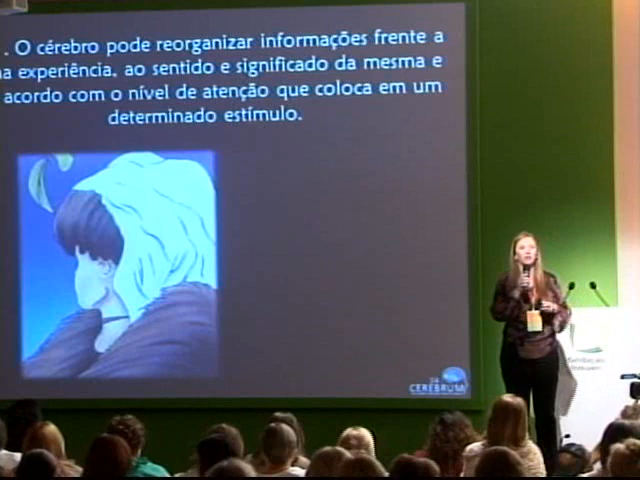 . O cérebro pode reorganizar informações frente a
experiência, ao sentido e significado da mesma e
acordo com o nível de atenção que coloca em um
determinado estímulo.
CEREBRUM